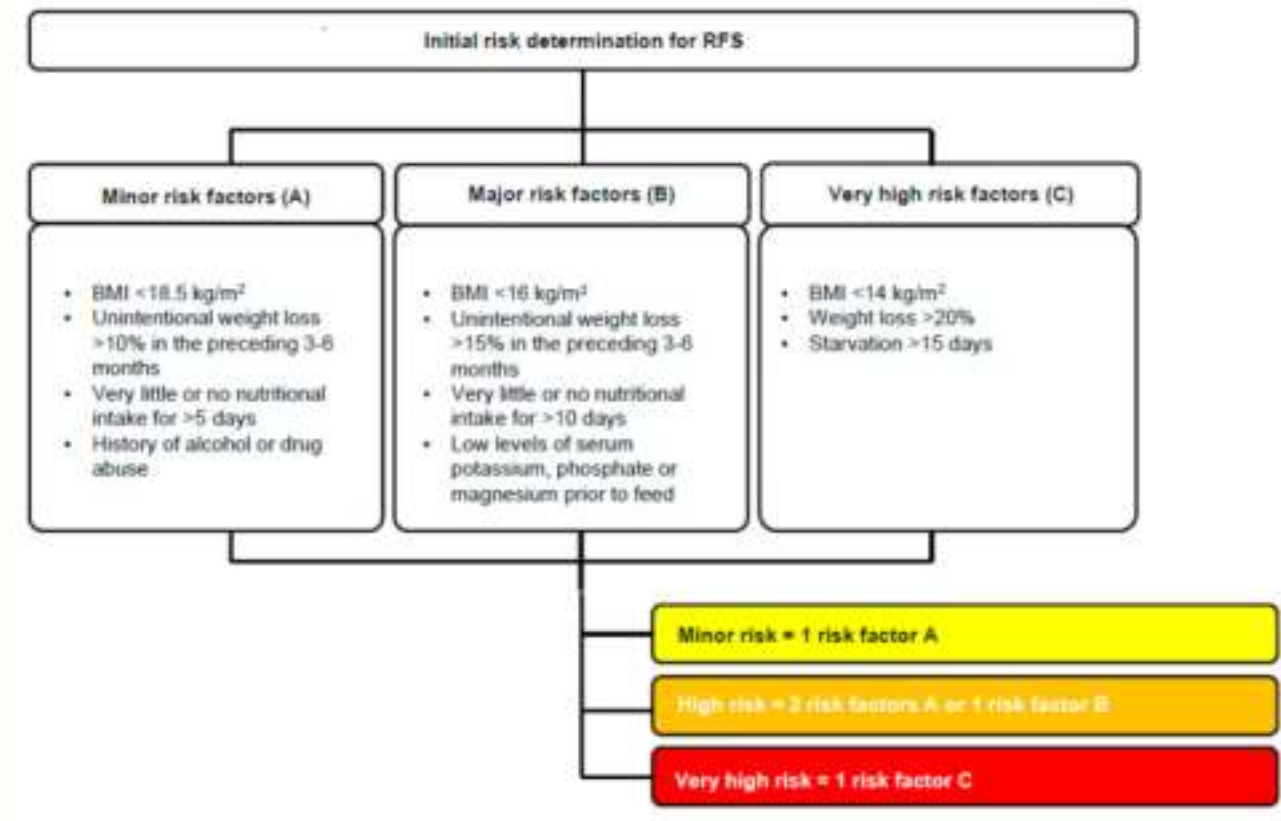 Initial risk determination for RFS
Minor risk factors (A)
• BMI <18.5 kg/m²
• Unintentional weight loss
>10% in the preceding 3-6
months
• Very little or no nutritional
intake for >5 days
• History of alcohol or drug
abuse
Major risk factors (B)
• BMI <16 kg/m²
• Unintentional weight loss
>15% in the preceding 3-6
months
• Very little or no nutritional
intake for >10 days
• Low levels of serum
potassium, phosphate or
magnesium prior to feed
Very high risk factors (C)
• BMI <14 kg/m²
• Weight loss >20%
• Starvation >15 days
Minor risk = 1 risk factor A
High risk = 2 risk factors A or 1 risk factor B
Very high risk = 1 risk factor C